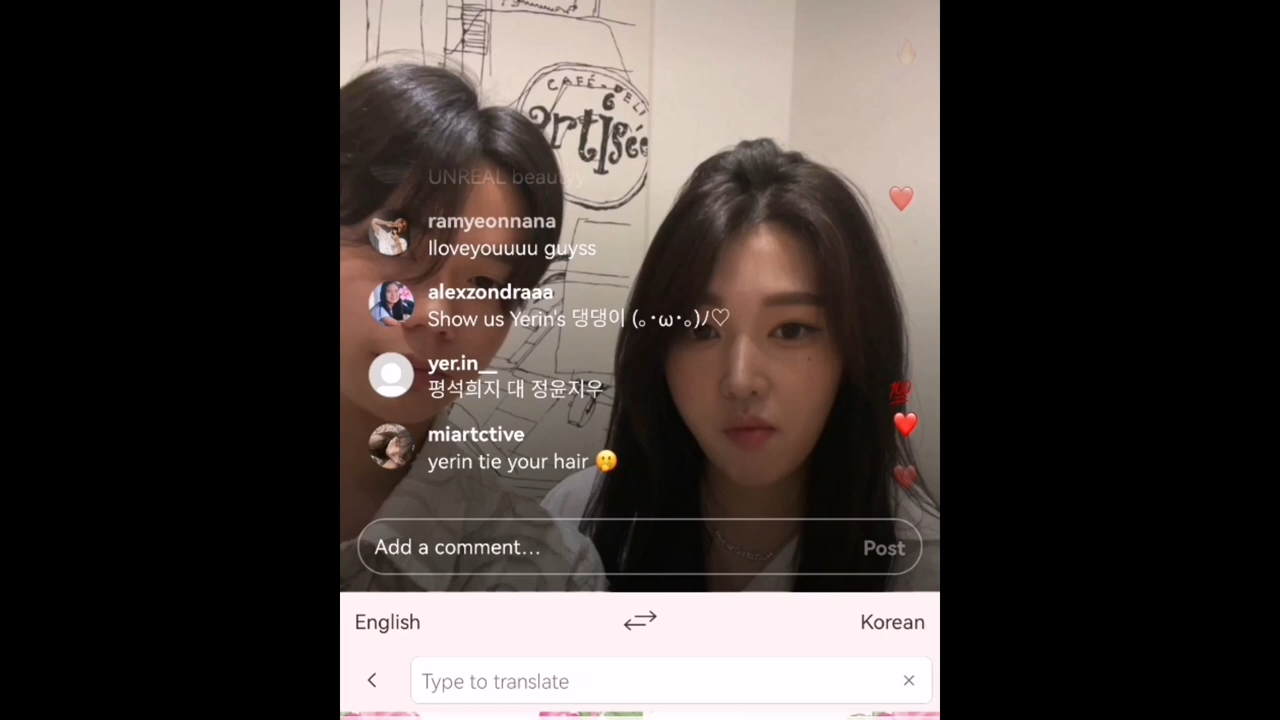 CAFÉ-DELI
artisée
UNREAL beautyy
ramyeonnana
Iloveyouuuu guyss
alexzondraaa
Show us Yerin's 댕댕이 (｡･ω･｡)ﾉ♡
yer.in__
평석희지 대 정윤지우
miartctive
yerin tie your hair 🤫
Add a comment...
Post
English
Korean
Type to translate